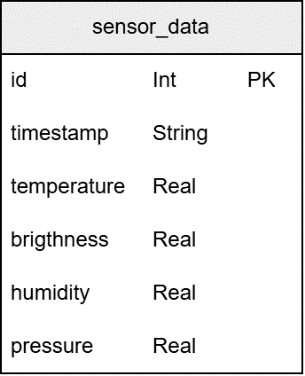 sensor_data
id Int PK
timestamp String
temperature Real
brigthness Real
humidity Real
pressure Real